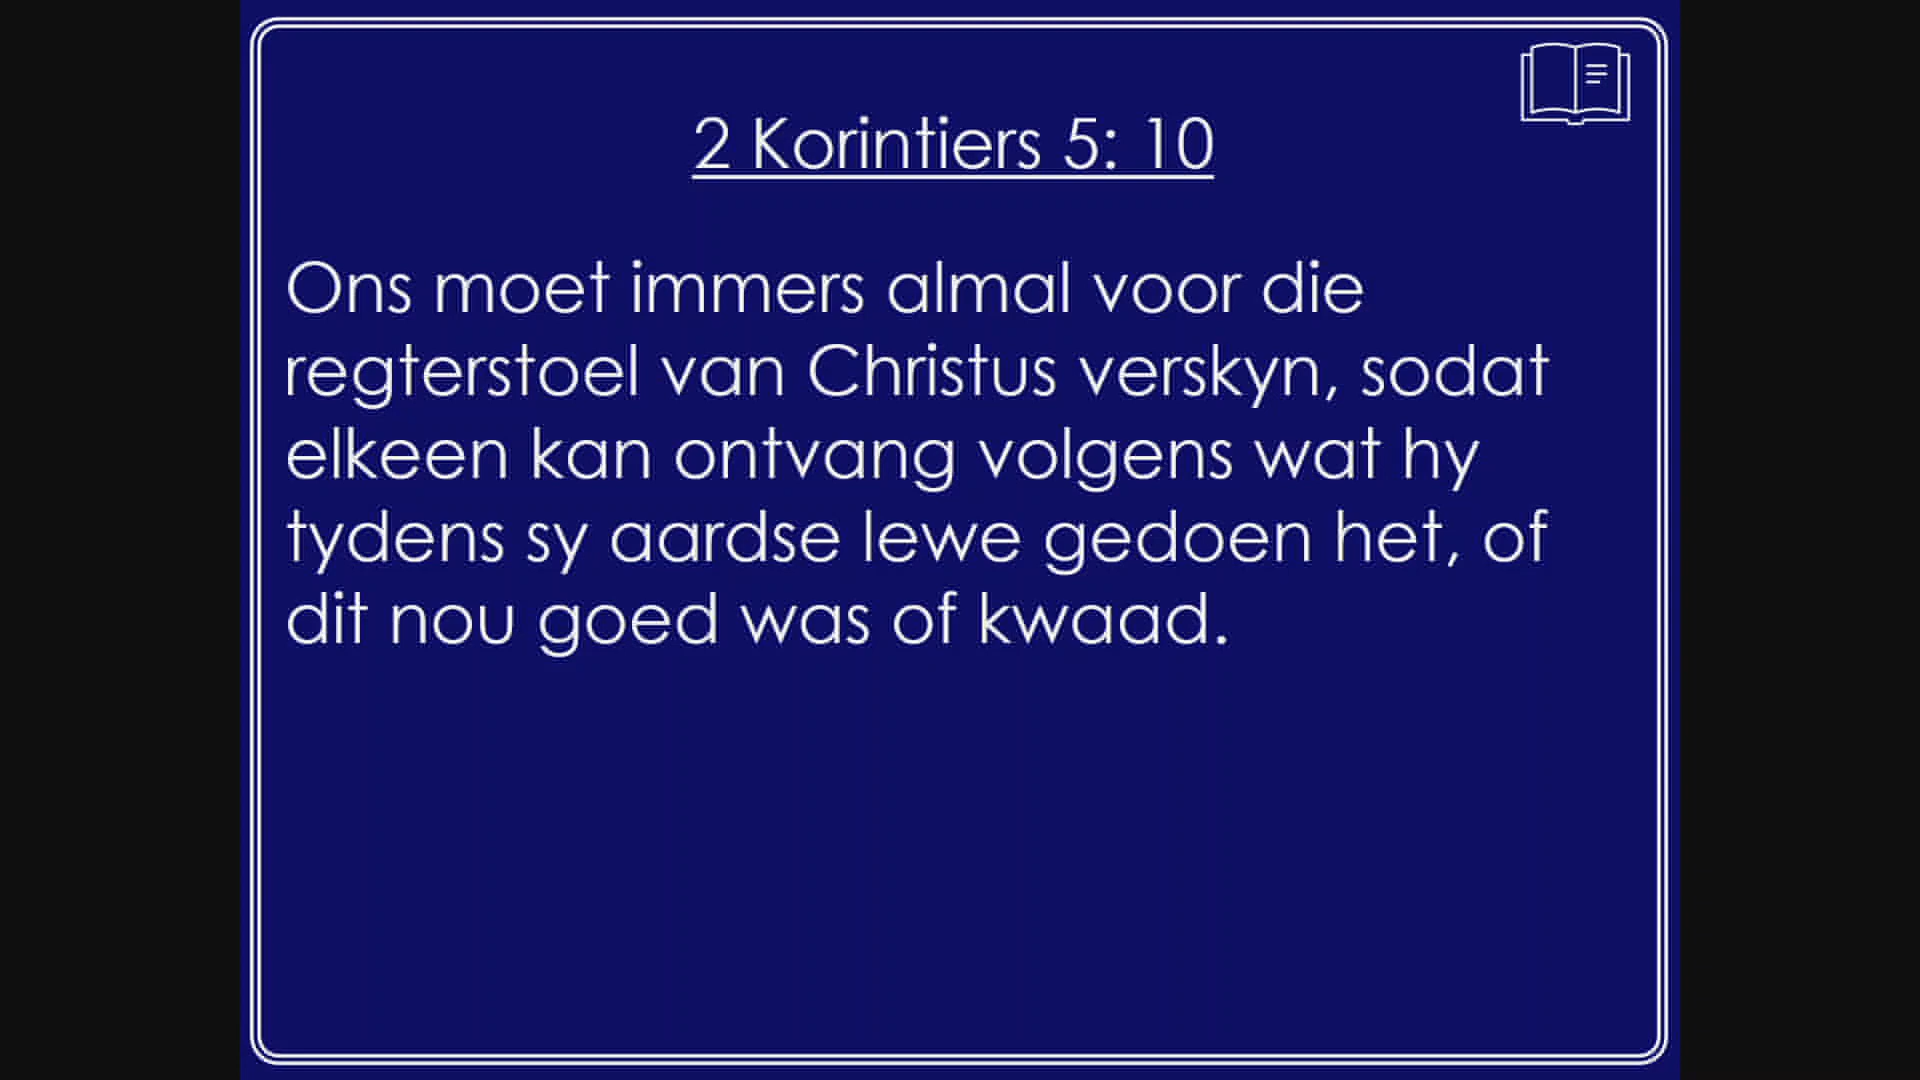 2 Korintiers 5: 10
Ons moet immers almal voor die
regterstoel van Christus verskyn, sodat
elkeen kan ontvang volgens wat hy
tydens sy aardse lewe gedoen het, of
dit nou goed was of kwaad.